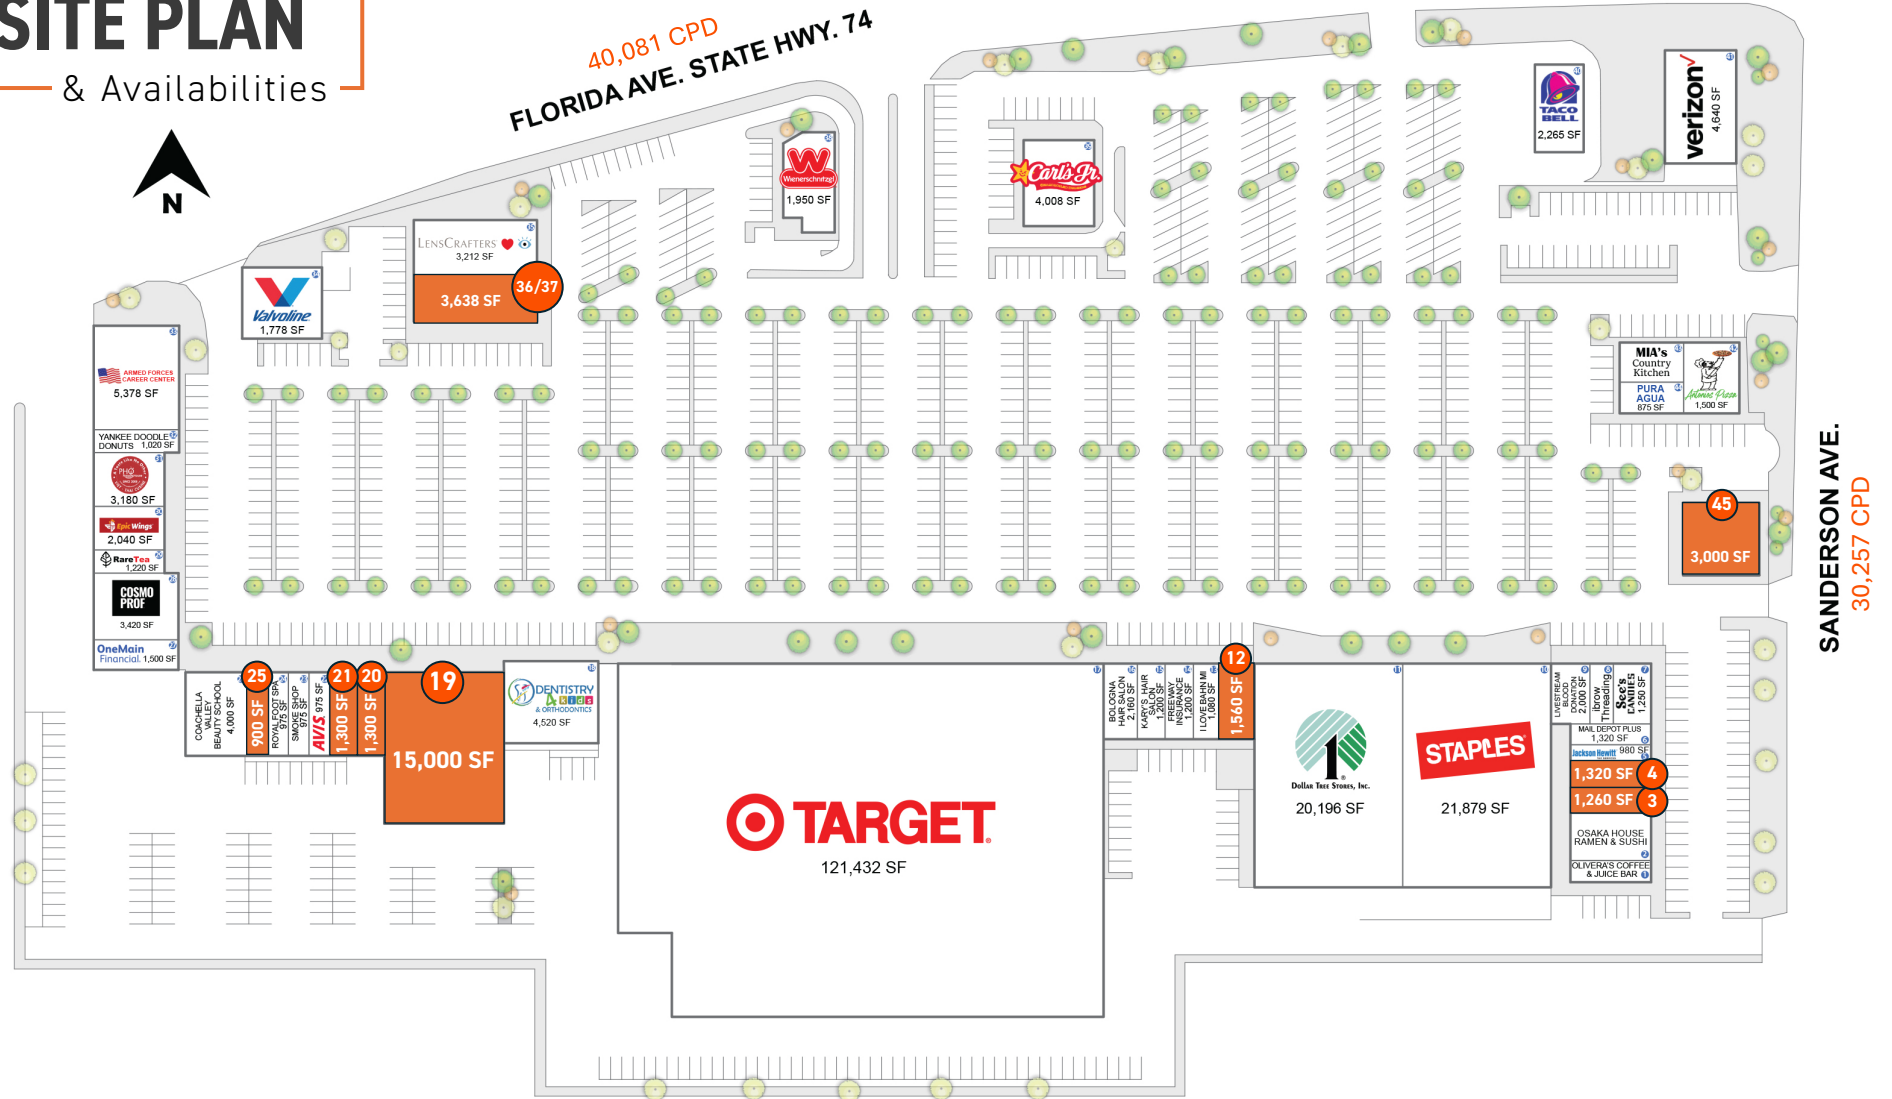 SITE PLAN
& Availabilities
N
40,081 CPD
FLORIDA AVE. STATE HWY. 74
SANDERSON AVE.
30,257 CPD
W
Wienerschnitzel
1,950 SF
Carl's Jr.
4,008 SF
TACO
BELL
2,265 SF
verizon
4,640 SF
LENSCRAFTERS
3,212 SF
3,638 SF
36/37
Valvoline
1,778 SF
ARMED FORCES
CAREER CENTER
5,378 SF
YANKEE DOODLE
DONUTS 1,020 SF
PHO
3,180 SF
Epic Wings
2,040 SF
RareTea
1,220 SF
COSMO
PROF
3,420 SF
OneMain
Financial. 1,500 SF
MIA's
Country
Kitchen
PURA
AGUA
875 SF
Antonios Pizza
1,500 SF
45
3,000 SF
COACHELLA
VALLEY
BEAUTY SCHOOL
4,000 SF
25
900 SF
ROYAL FOOT SPA
975 SF
SMOKE SHOP
975 SF
AVIS 975 SF
21
1,300 SF
20
1,300 SF
19
15,000 SF
DENTISTRY
4 kids
& ORTHODONTICS
4,520 SF
TARGET
121,432 SF
BOLOGNA
HAIR SALON
2,160 SF
KARY'S HAIR
SALON
1,200 SF
FREEWAY
INSURANCE
1,200 SF
I LOVE BAHN MI
1,080 SF
12
1,560 SF
1
Dollar Tree Stores, Inc.
20,196 SF
STAPLES
21,879 SF
LIVESTREAM
BLOOD
DONATION
2,000 SF
Ibrow
Threading
See's
CANDIES
1,250 SF
MAIL DEPOT PLUS
1,320 SF
Jackson Hewitt 980 SF
1,320 SF 4
1,260 SF 3
OSAKA HOUSE
RAMEN & SUSHI
OLIVERA'S COFFEE
& JUICE BAR